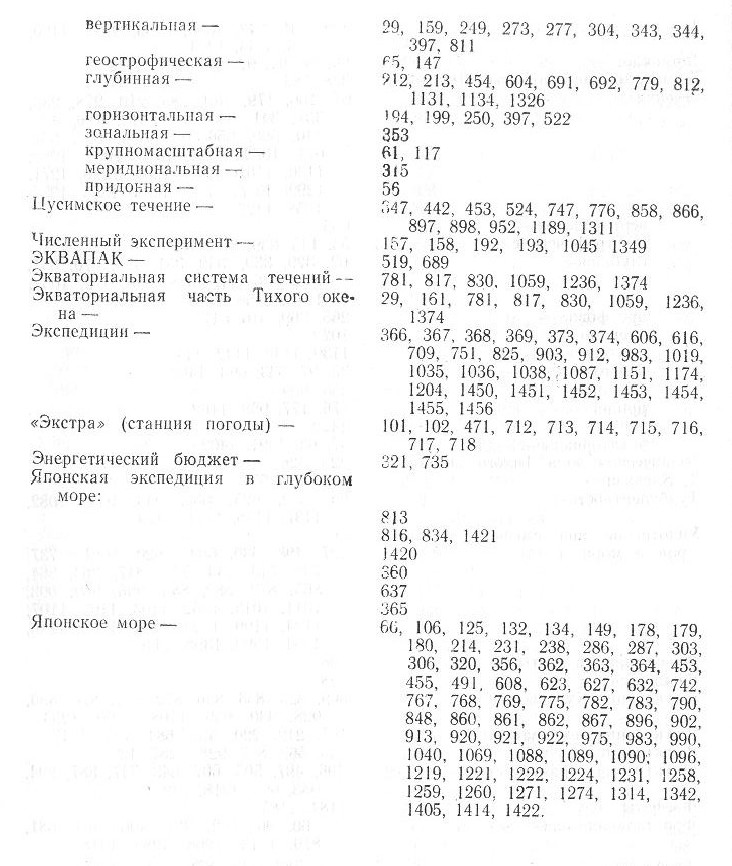 вертикальная — 29, 159, 249, 273, 277, 304, 343, 344,
397, 811
геострофическая — 65, 147
глубинная — 212, 213, 454, 604, 691, 692, 779, 812,
1131, 1134, 1326
горизонтальная — 194, 199, 250, 397, 522
зональная — 353
крупномасштабная — 61, 117
меридиональная — 315
придонная — 56
Цусимское течение — 347, 442, 453, 524, 747, 776, 858, 866,
897, 898, 952, 1189, 1311
Численный эксперимент — 157, 158, 192, 193, 1045 1349
ЭКВАПАК — 519, 689
Экваториальная система течений — 781, 817, 830, 1059, 1236, 1374
Экваториальная часть Тихого оке- 29, 161, 781, 817, 830, 1059, 1236,
на — 1374
Экспедиции — 366, 367, 368, 369, 373, 374, 606, 616,
709, 751, 825, 903, 912, 983, 1019,
1035, 1036, 1038, 1087, 1151, 1174,
1204, 1450, 1451, 1452, 1453, 1454,
1455, 1456
«Экстра» (станция погоды) — 101, 102, 471, 712, 713, 714, 715, 716,
717, 718
Энергетический бюджет — 321, 735
Японская экспедиция в глубоком
море:
813
816, 834, 1421
1420
360
637
365
Японское море — 66, 106, 125, 132, 134, 149, 178, 179,
180, 214, 231, 238, 286, 287, 303,
306, 320, 356, 362, 363, 364, 453,
455, 491, 608, 623, 627, 632, 742,
767, 768, 769, 775, 782, 783, 790,
848, 860, 861, 862, 867, 896, 902,
913, 920, 921, 922, 975, 983, 990,
1040, 1069, 1088, 1089, 1090, 1096,
1219, 1221, 1222, 1224, 1231, 1258,
1259, 1260, 1271, 1274, 1314, 1342,
1405, 1414, 1422.